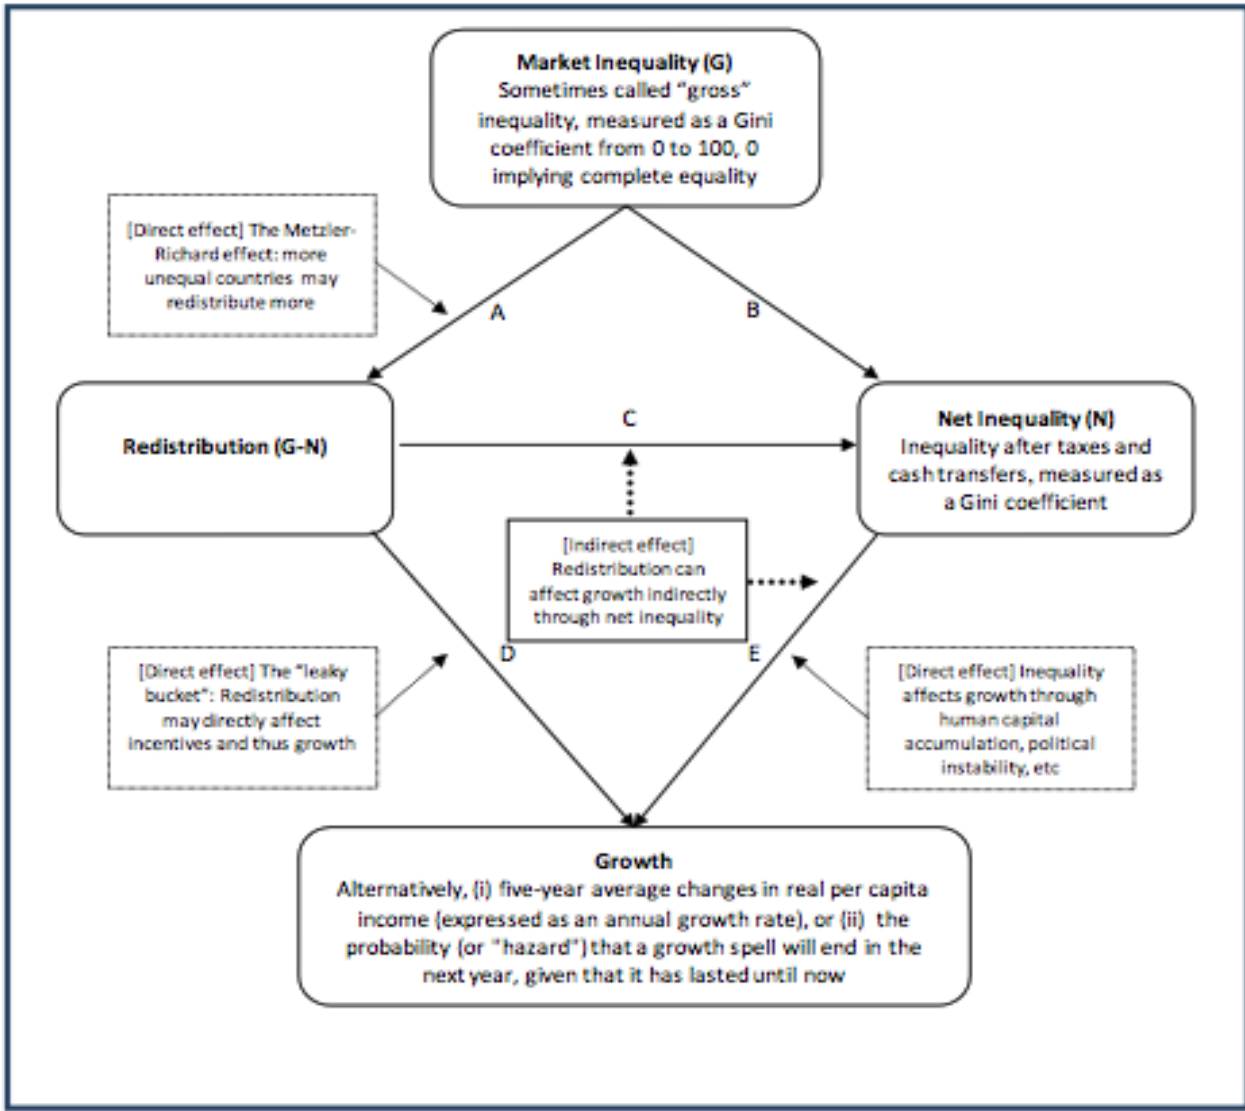 Market Inequality (G)
Sometimes called "gross"
inequality, measured as a Gini
coefficient from 0 to 100, 0
implying complete equality
[Direct effect] The Metzler-
Richard effect: more
unequal countries may
redistribute more
A
B
Redistribution (G-N)
C
Net Inequality (N)
Inequality after taxes and
cash transfers, measured as
a Gini coefficient
[Indirect effect]
Redistribution can
affect growth indirectly
through net inequality
D
E
[Direct effect] The "leaky
bucket": Redistribution
may directly affect
incentives and thus growth
[Direct effect] Inequality
affects growth through
human capital
accumulation, political
instability, etc
Growth
Alternatively, (i) five-year average changes in real per capita
income (expressed as an annual growth rate), or (ii) the
probability (or "hazard") that a growth spell will end in the
next year, given that it has lasted until now